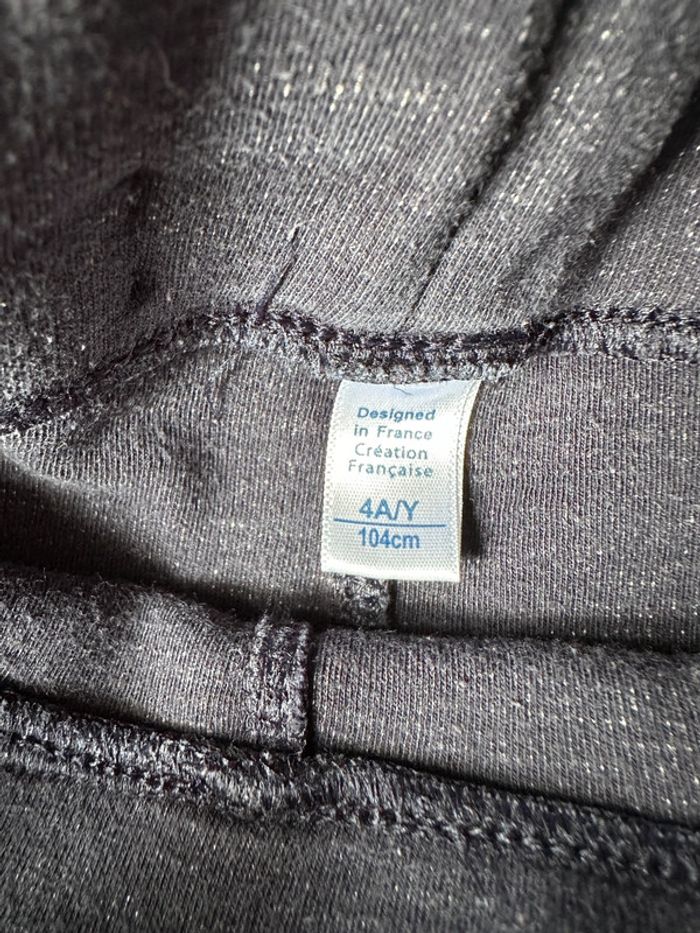 Designed
in France
Création
Française
4A/Y
104cm